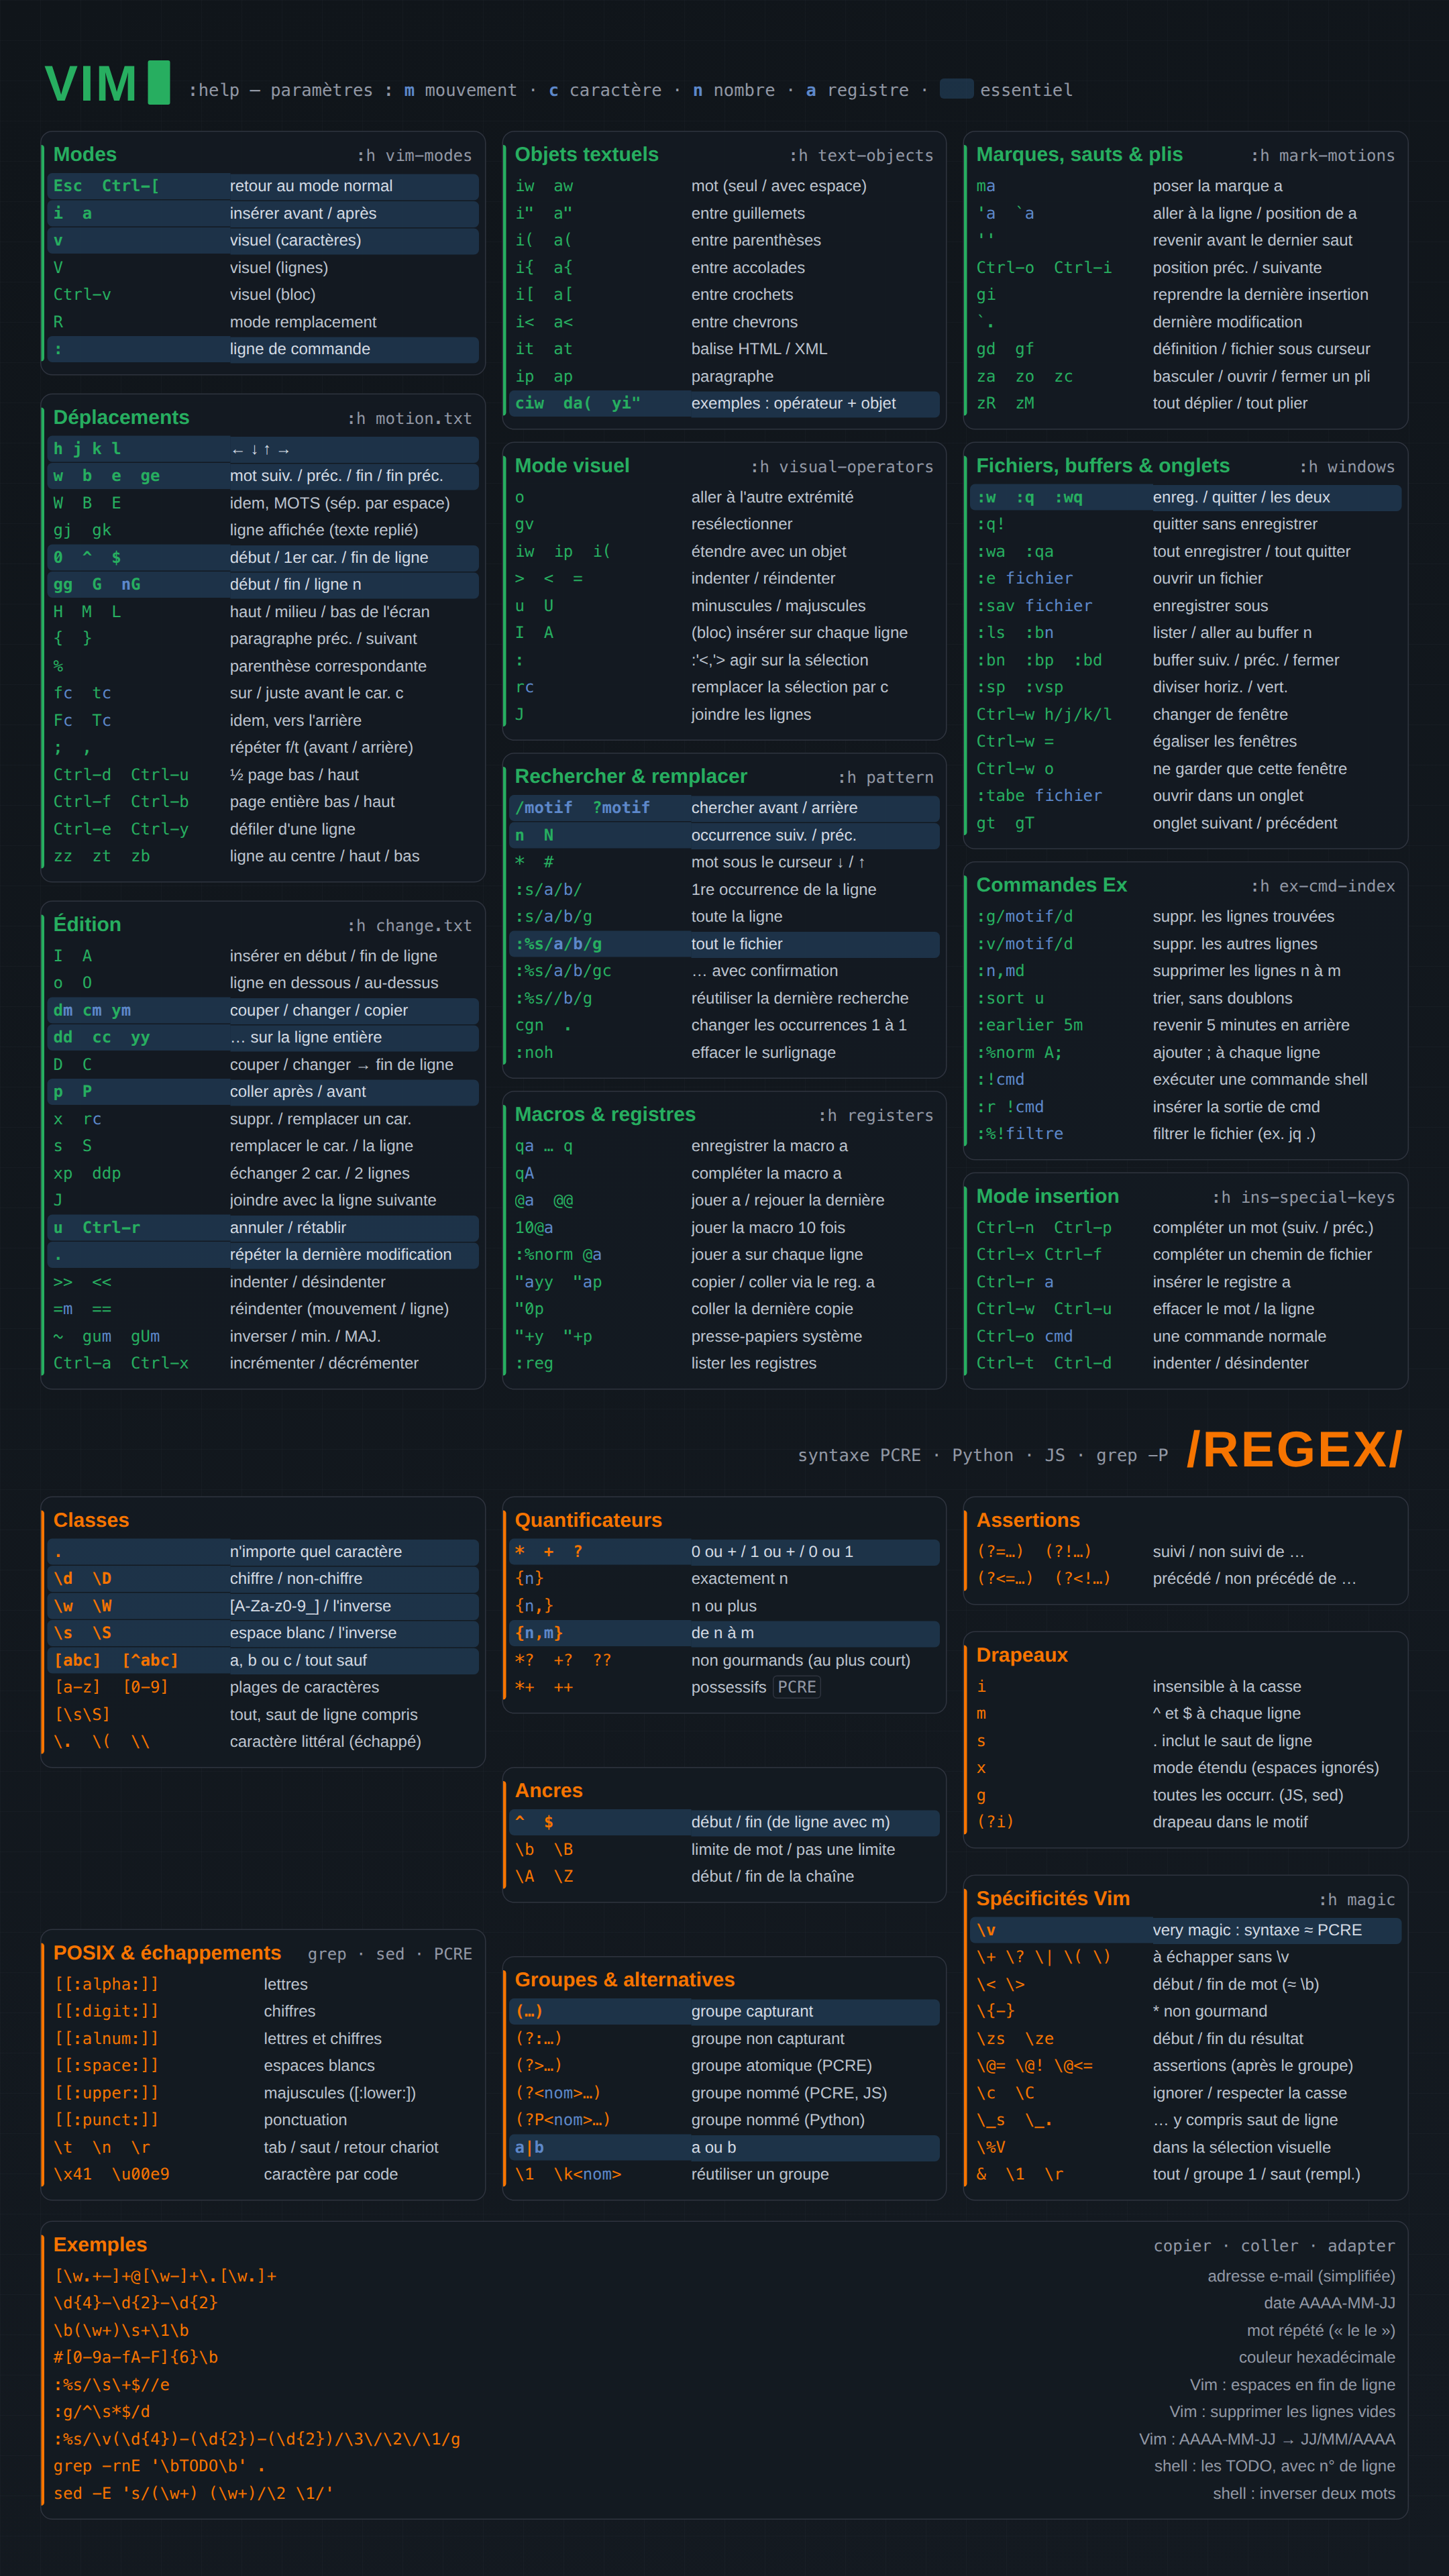 VIM
:help — paramètres : m mouvement · c caractère · n nombre · a registre · essentiel
Modes :h vim-modes
Esc Ctrl-[ retour au mode normal
i a insérer avant / après
v visuel (caractères)
V visuel (lignes)
Ctrl-v visuel (bloc)
R mode remplacement
: ligne de commande
Déplacements :h motion.txt
h j k l ← ↓ ↑ →
w b e ge mot suiv. / préc. / fin / fin préc.
W B E idem, MOTS (sép. par espace)
gj gk ligne affichée (texte replié)
0 ^ $ début / 1er car. / fin de ligne
gg G nG début / fin / ligne n
H M L haut / milieu / bas de l'écran
{ } paragraphe préc. / suivant
% parenthèse correspondante
fc tc sur / juste avant le car. c
Fc Tc idem, vers l'arrière
; , répéter f/t (avant / arrière)
Ctrl-d Ctrl-u ½ page bas / haut
Ctrl-f Ctrl-b page entière bas / haut
Ctrl-e Ctrl-y défiler d'une ligne
zz zt zb ligne au centre / haut / bas
Édition :h change.txt
I A insérer en début / fin de ligne
o O ligne en dessous / au-dessus
dm cm ym couper / changer / copier
dd cc yy … sur la ligne entière
D C couper / changer → fin de ligne
p P coller après / avant
x rc suppr. / remplacer un car.
s S remplacer le car. / la ligne
xp ddp échanger 2 car. / 2 lignes
J joindre avec la ligne suivante
u Ctrl-r annuler / rétablir
. répéter la dernière modification
>> << indenter / désindenter
=m == réindenter (mouvement / ligne)
~ gum gUm inverser / min. / MAJ.
Ctrl-a Ctrl-x incrémenter / décrémenter
Objets textuels :h text-objects
iw aw mot (seul / avec espace)
i" a" entre guillemets
i( a( entre parenthèses
i{ a{ entre accolades
i[ a[ entre crochets
i< a< entre chevrons
it at balise HTML / XML
ip ap paragraphe
ciw da( yi" exemples : opérateur + objet
Mode visuel :h visual-operators
o aller à l'autre extrémité
gv resélectionner
iw ip i( étendre avec un objet
> < = indenter / réindenter
u U minuscules / majuscules
I A (bloc) insérer sur chaque ligne
: :'<,'> agir sur la sélection
rc remplacer la sélection par c
J joindre les lignes
Rechercher & remplacer :h pattern
/motif ?motif chercher avant / arrière
n N occurrence suiv. / préc.
* # mot sous le curseur ↓ / ↑
:s/a/b/ 1re occurrence de la ligne
:s/a/b/g toute la ligne
:%s/a/b/g tout le fichier
:%s/a/b/gc … avec confirmation
:%s//b/g réutiliser la dernière recherche
cgn . changer les occurrences 1 à 1
:noh effacer le surlignage
Macros & registres :h registers
qa … q enregistrer la macro a
qA compléter la macro a
@a @@ jouer a / rejouer la dernière
10@a jouer la macro 10 fois
:%norm @a jouer a sur chaque ligne
"ayy "ap copier / coller via le reg. a
"0p coller la dernière copie
"+y "+p presse-papiers système
:reg lister les registres
Marques, sauts & plis :h mark-motions
ma poser la marque a
'a `a aller à la ligne / position de a
'' revenir avant le dernier saut
Ctrl-o Ctrl-i position préc. / suivante
gi reprendre la dernière insertion
`. dernière modification
gd gf définition / fichier sous curseur
za zo zc basculer / ouvrir / fermer un pli
zR zM tout déplier / tout plier
Fichiers, buffers & onglets :h windows
:w :q :wq enreg. / quitter / les deux
:q! quitter sans enregistrer
:wa :qa tout enregistrer / tout quitter
:e fichier ouvrir un fichier
:sav fichier enregistrer sous
:ls :bn lister / aller au buffer n
:bn :bp :bd buffer suiv. / préc. / fermer
:sp :vsp diviser horiz. / vert.
Ctrl-w h/j/k/l changer de fenêtre
Ctrl-w = égaliser les fenêtres
Ctrl-w o ne garder que cette fenêtre
:tabe fichier ouvrir dans un onglet
gt gT onglet suivant / précédent
Commandes Ex :h ex-cmd-index
:g/motif/d suppr. les lignes trouvées
:v/motif/d suppr. les autres lignes
:n,md supprimer les lignes n à m
:sort u trier, sans doublons
:earlier 5m revenir 5 minutes en arrière
:%norm A; ajouter ; à chaque ligne
:!cmd exécuter une commande shell
:r !cmd insérer la sortie de cmd
:%!filtre filtrer le fichier (ex. jq .)
Mode insertion :h ins-special-keys
Ctrl-n Ctrl-p compléter un mot (suiv. / préc.)
Ctrl-x Ctrl-f compléter un chemin de fichier
Ctrl-r a insérer le registre a
Ctrl-w Ctrl-u effacer le mot / la ligne
Ctrl-o cmd une commande normale
Ctrl-t Ctrl-d indenter / désindenter
syntaxe PCRE · Python · JS · grep -P /REGEX/
Classes
. n'importe quel caractère
\d \D chiffre / non-chiffre
\w \W [A-Za-z0-9_] / l'inverse
\s \S espace blanc / l'inverse
[abc] [^abc] a, b ou c / tout sauf
[a-z] [0-9] plages de caractères
[\s\S] tout, saut de ligne compris
\. \( \\ caractère littéral (échappé)
POSIX & échappements grep · sed · PCRE
[[:alpha:]] lettres
[[:digit:]] chiffres
[[:alnum:]] lettres et chiffres
[[:space:]] espaces blancs
[[:upper:]] majuscules ([:lower:])
[[:punct:]] ponctuation
\t \n \r tab / saut / retour chariot
\x41 \u00e9 caractère par code
Quantificateurs
* + ? 0 ou + / 1 ou + / 0 ou 1
{n} exactement n
{n,} n ou plus
{n,m} de n à m
*? +? ?? non gourmands (au plus court)
*+ ++ possessifs PCRE
Ancres
^ $ début / fin (de ligne avec m)
\b \B limite de mot / pas une limite
\A \Z début / fin de la chaîne
Groupes & alternatives
(…) groupe capturant
(?:…) groupe non capturant
(?>…) groupe atomique (PCRE)
(?<nom>…) groupe nommé (PCRE, JS)
(?P<nom>…) groupe nommé (Python)
a|b a ou b
\1 \k<nom> réutiliser un groupe
Assertions
(?=…) (?!…) suivi / non suivi de …
(?<=…) (?<!…) précédé / non précédé de …
Drapeaux
i insensible à la casse
m ^ et $ à chaque ligne
s . inclut le saut de ligne
x mode étendu (espaces ignorés)
g toutes les occurr. (JS, sed)
(?i) drapeau dans le motif
Spécificités Vim :h magic
\v very magic : syntaxe ≈ PCRE
\+ \? \| \( \) à échapper sans \v
\< \> début / fin de mot (≈ \b)
\{-} * non gourmand
\zs \ze début / fin du résultat
\@= \@! \@<= assertions (après le groupe)
\c \C ignorer / respecter la casse
\_s \_. … y compris saut de ligne
\%V dans la sélection visuelle
& \1 \r tout / groupe 1 / saut (rempl.)
Exemples copier · coller · adapter
[\w.+-]+@[\w-]+\.[\w.]+ adresse e-mail (simplifiée)
\d{4}-\d{2}-\d{2} date AAAA-MM-JJ
\b(\w+)\s+\1\b mot répété (« le le »)
#[0-9a-fA-F]{6}\b couleur hexadécimale
:%s/\s\+$//e Vim : espaces en fin de ligne
:g/^\s*$/d Vim : supprimer les lignes vides
:%s/\v(\d{4})-(\d{2})-(\d{2})/\3\/\2\/\1/g Vim : AAAA-MM-JJ → JJ/MM/AAAA
grep -rnE '\bTODO\b' . shell : les TODO, avec n° de ligne
sed -E 's/(\w+) (\w+)/\2 \1/' shell : inverser deux mots